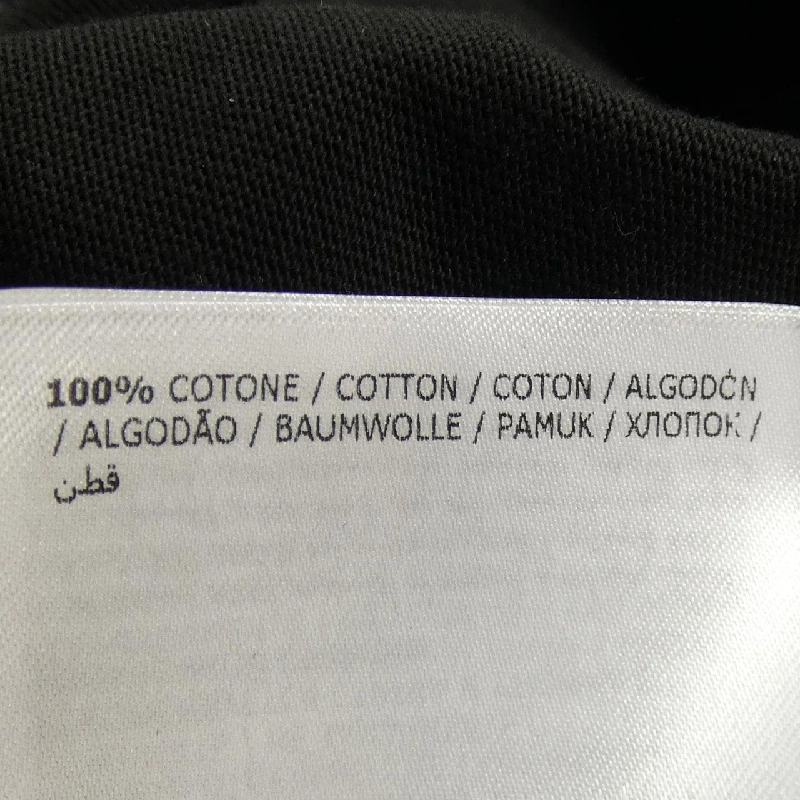 100% COTONE / COTTON / COTON / ALGODÓN
/ ALGODÃO / BAUMWOLLE / PAMUK / ХЛОПОК /
قطن